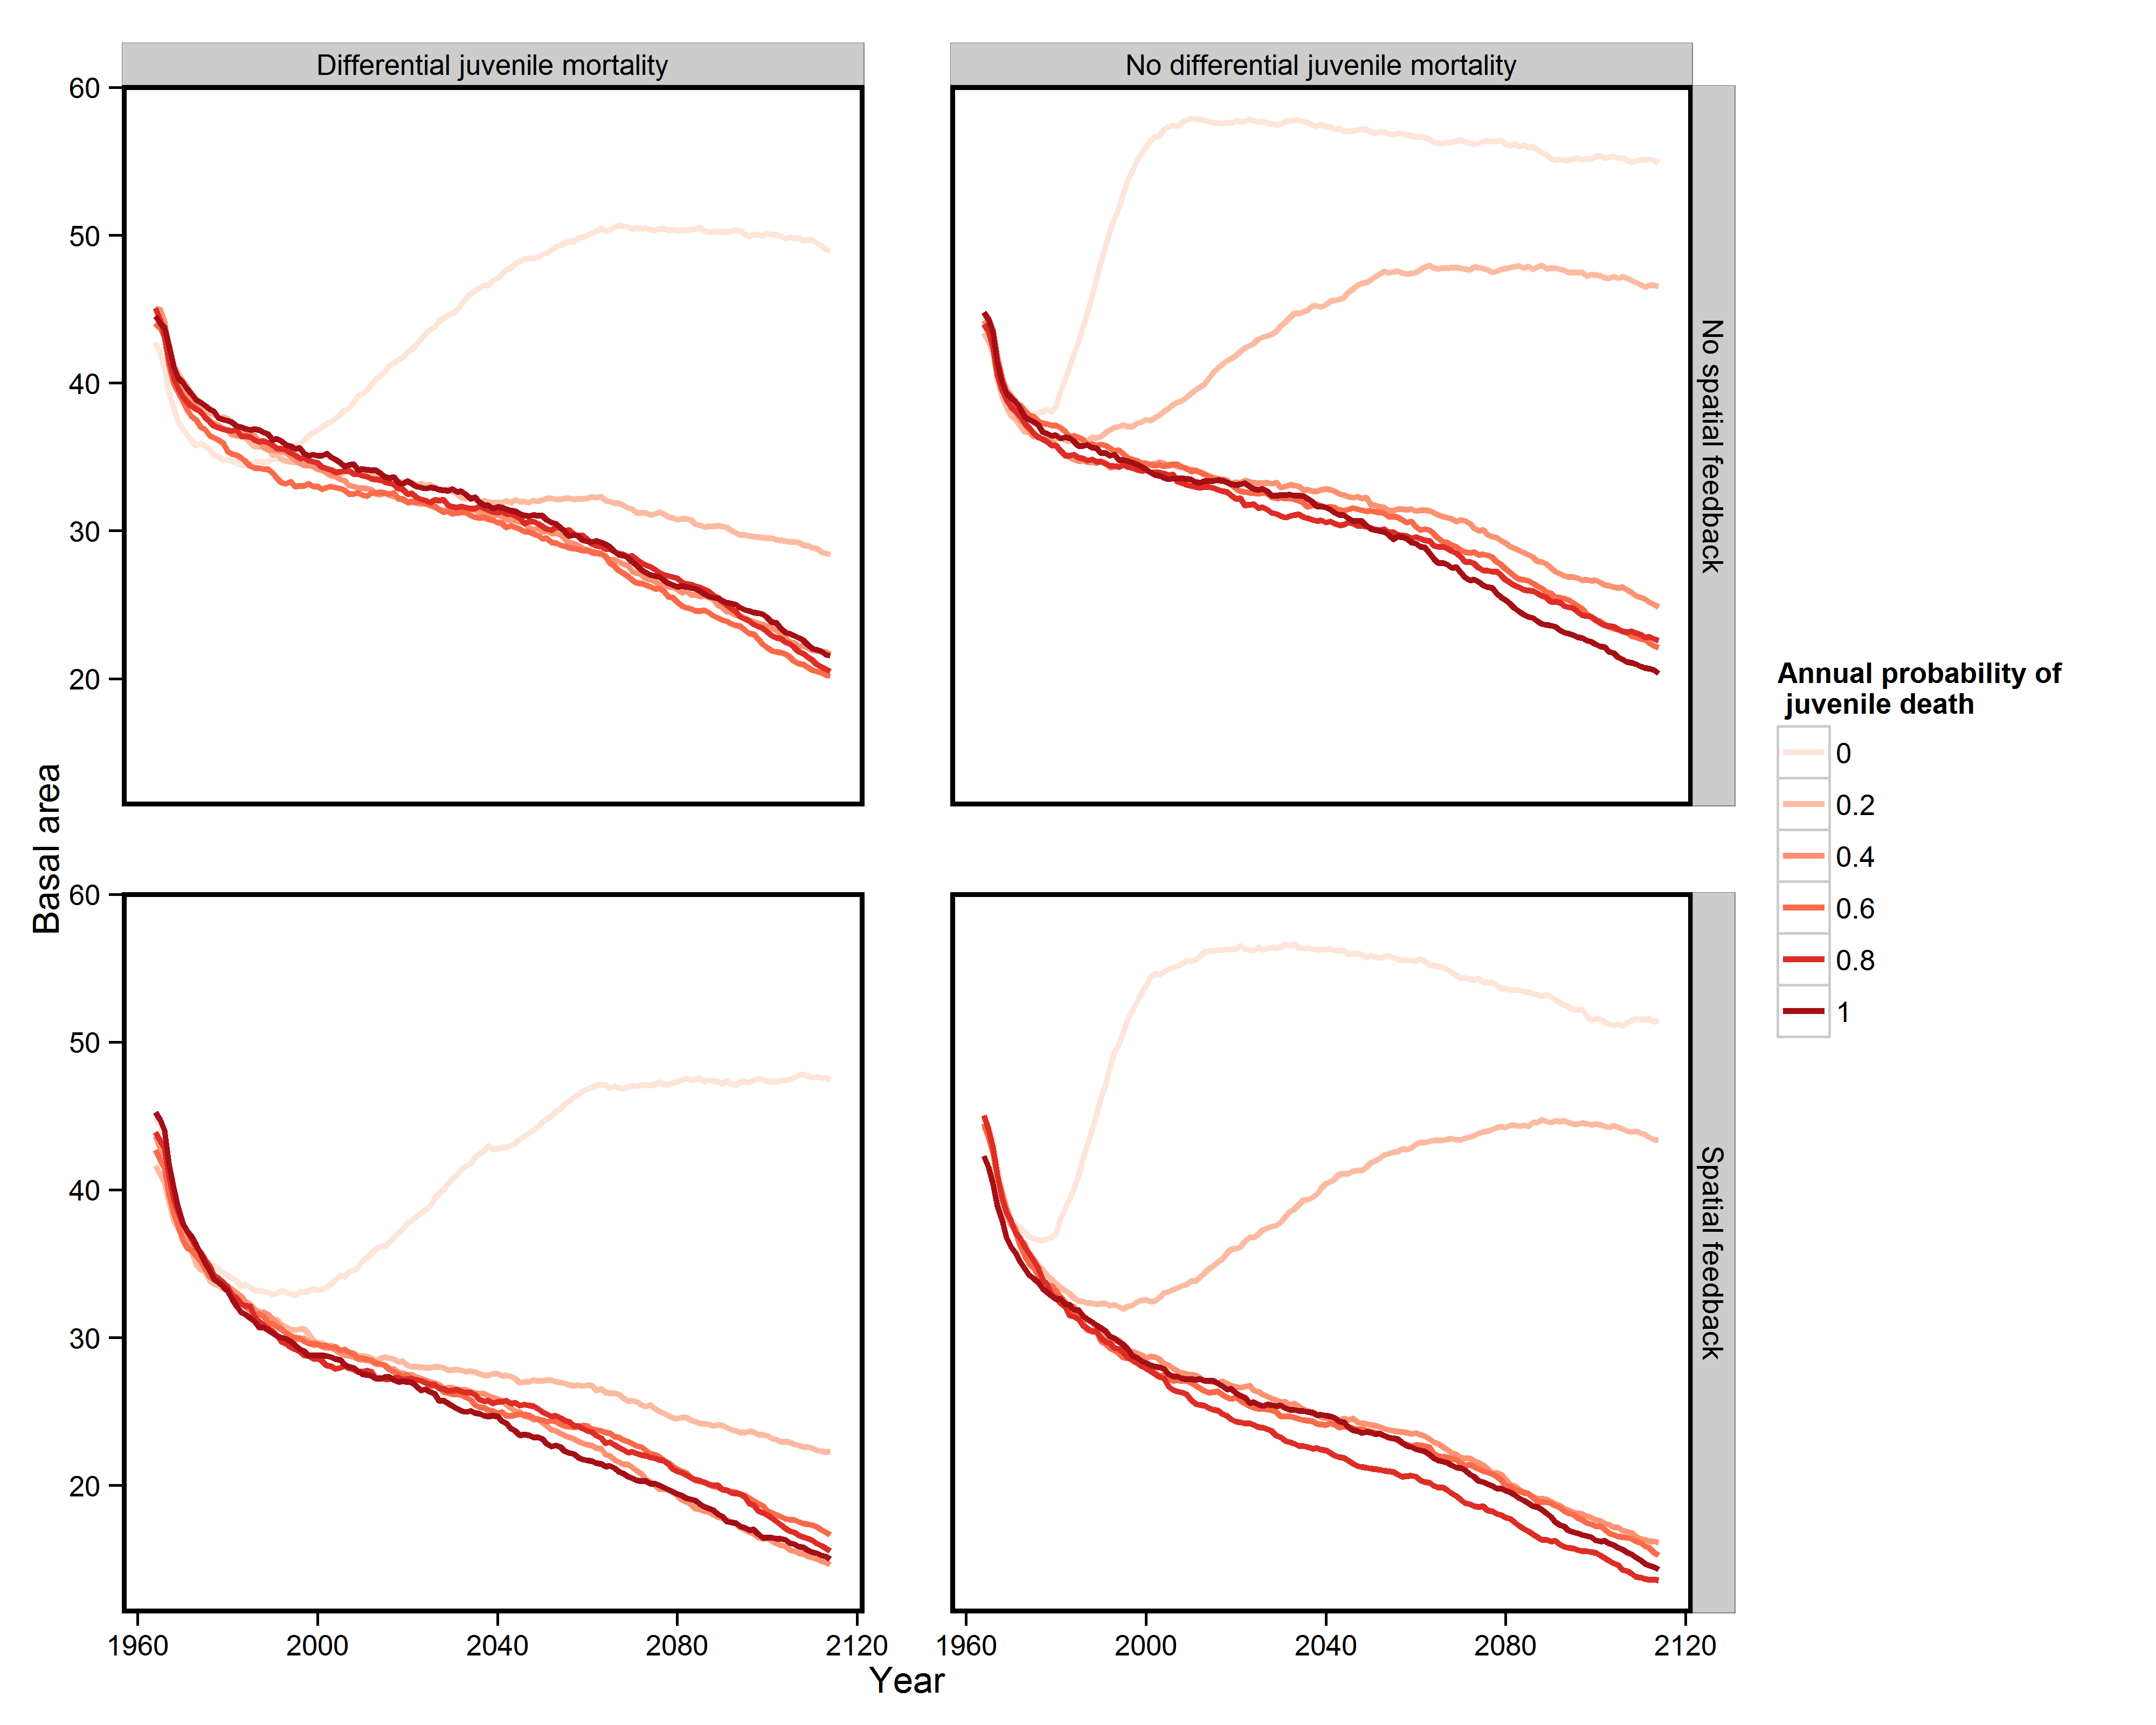 Differential juvenile mortality
No differential juvenile mortality
60
50
40
30
20
No spatial feedback
60
50
40
30
20
Spatial feedback
Basal area
1960 2000 2040 2080 2120
1960 2000 2040 2080 2120
Year
Annual probability of
juvenile death
0
0.2
0.4
0.6
0.8
1